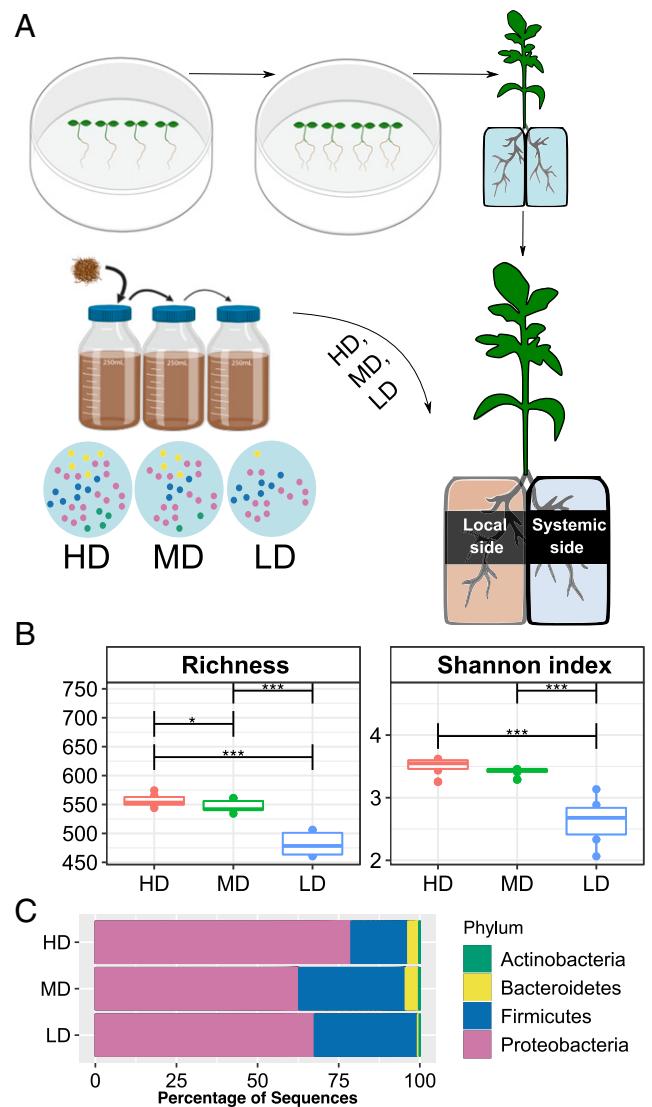 A
250mL 250mL
HD,
MD,
LD
HD MD LD
Local side
Systemic side
B
Richness
Shannon index
750
700
650
600
550
500
450
***
*
***
HD MD LD
4
3
2
***
***
HD MD LD
C
HD
MD
LD
0 25 50 75 100
Percentage of Sequences
Phylum
Actinobacteria
Bacteroidetes
Firmicutes
Proteobacteria